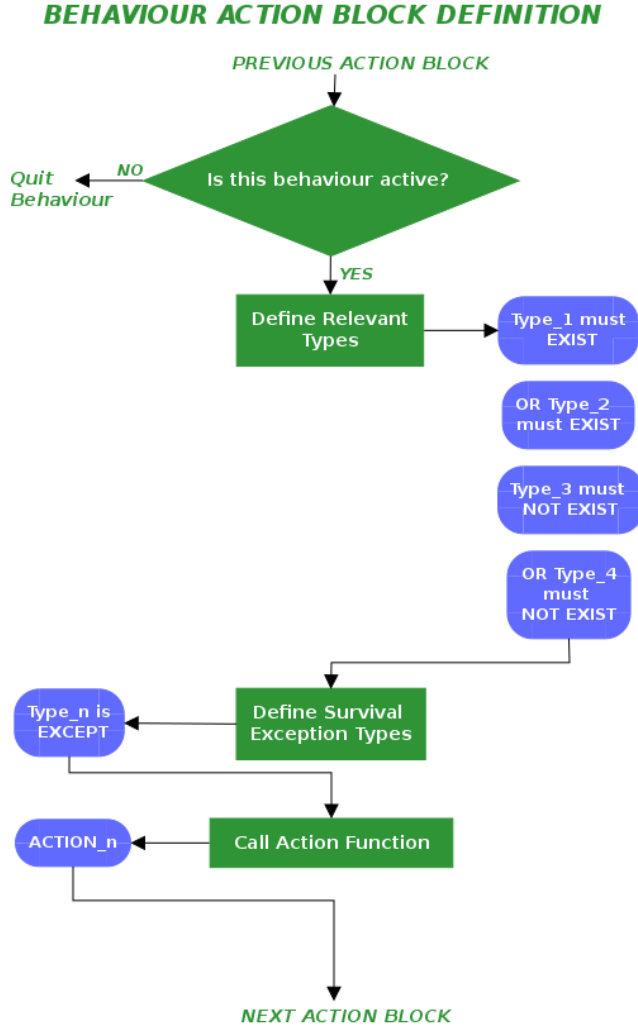 BEHAVIOUR ACTION BLOCK DEFINITION
PREVIOUS ACTION BLOCK
Is this behaviour active?
NO
Quit
Behaviour
YES
Define Relevant
Types
Type_1 must
EXIST
OR Type_2
must EXIST
Type_3 must
NOT EXIST
OR Type_4
must
NOT EXIST
Define Survival
Exception Types
Type_n is
EXCEPT
Call Action Function
ACTION_n
NEXT ACTION BLOCK